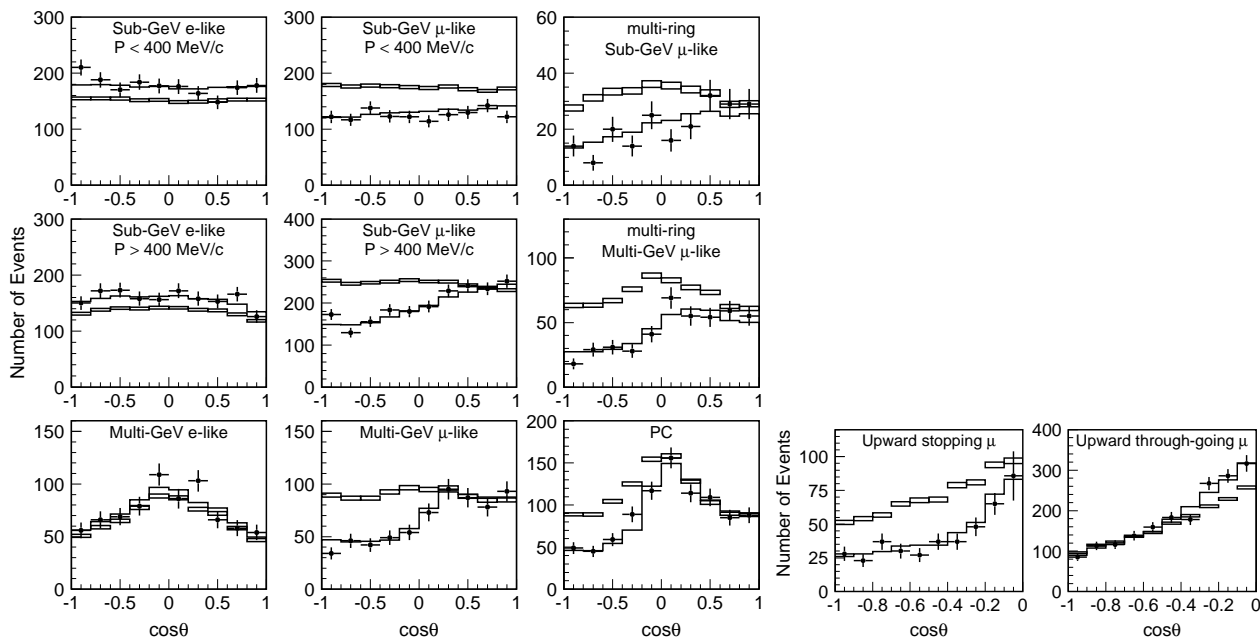 Sub-GeV e-like
P < 400 MeV/c
300
200
100
0
-1 -0.5 0 0.5 1
Sub-GeV μ-like
P < 400 MeV/c
300
200
100
0
-1 -0.5 0 0.5 1
multi-ring
Sub-GeV μ-like
60
40
20
0
-1 -0.5 0 0.5 1
Number of Events
Sub-GeV e-like
P > 400 MeV/c
300
200
100
0
-1 -0.5 0 0.5 1
Sub-GeV μ-like
P > 400 MeV/c
400
300
200
100
0
-1 -0.5 0 0.5 1
multi-ring
Multi-GeV μ-like
100
50
0
-1 -0.5 0 0.5 1
Multi-GeV e-like
150
100
50
0
-1 -0.5 0 0.5 1
cosθ
Multi-GeV μ-like
150
100
50
0
-1 -0.5 0 0.5 1
cosθ
PC
200
150
100
50
0
-1 -0.5 0 0.5 1
cosθ
Number of Events
Upward stopping μ
100
75
50
25
0
-1 -0.8 -0.6 -0.4 -0.2 0
cosθ
Upward through-going μ
400
300
200
100
0
-1 -0.8 -0.6 -0.4 -0.2 0
cosθ